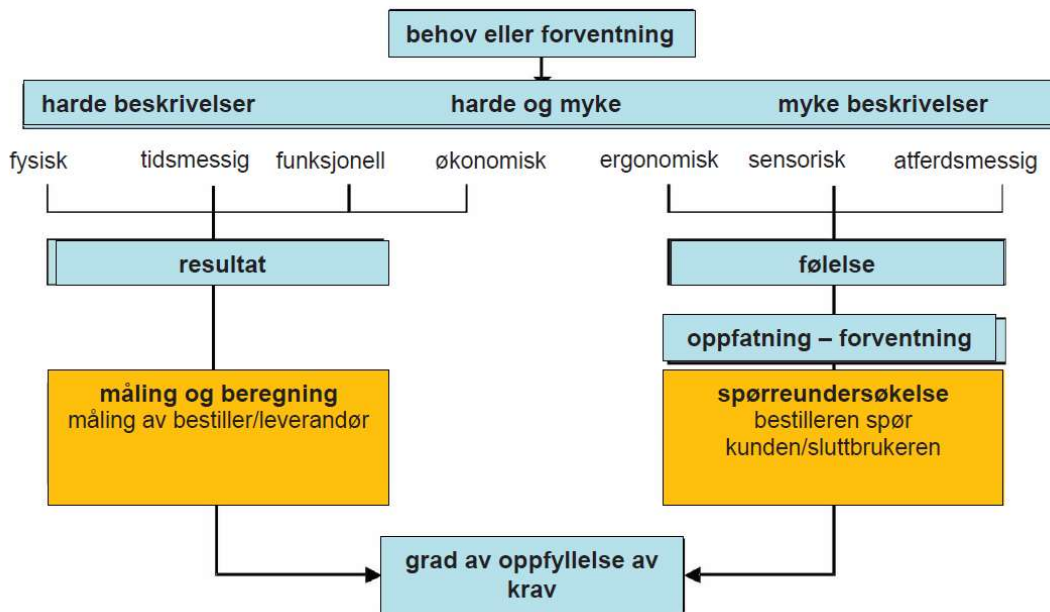 behov eller forventning
harde beskrivelser harde og myke myke beskrivelser
fysisk tidsmessig funksjonell økonomisk ergonomisk sensorisk atferdsmessig
resultat følelse
oppfatning – forventning
måling og beregning
måling av bestiller/leverandør
spørreundersøkelse
bestilleren spør
kunden/sluttbrukeren
grad av oppfyllelse av
krav